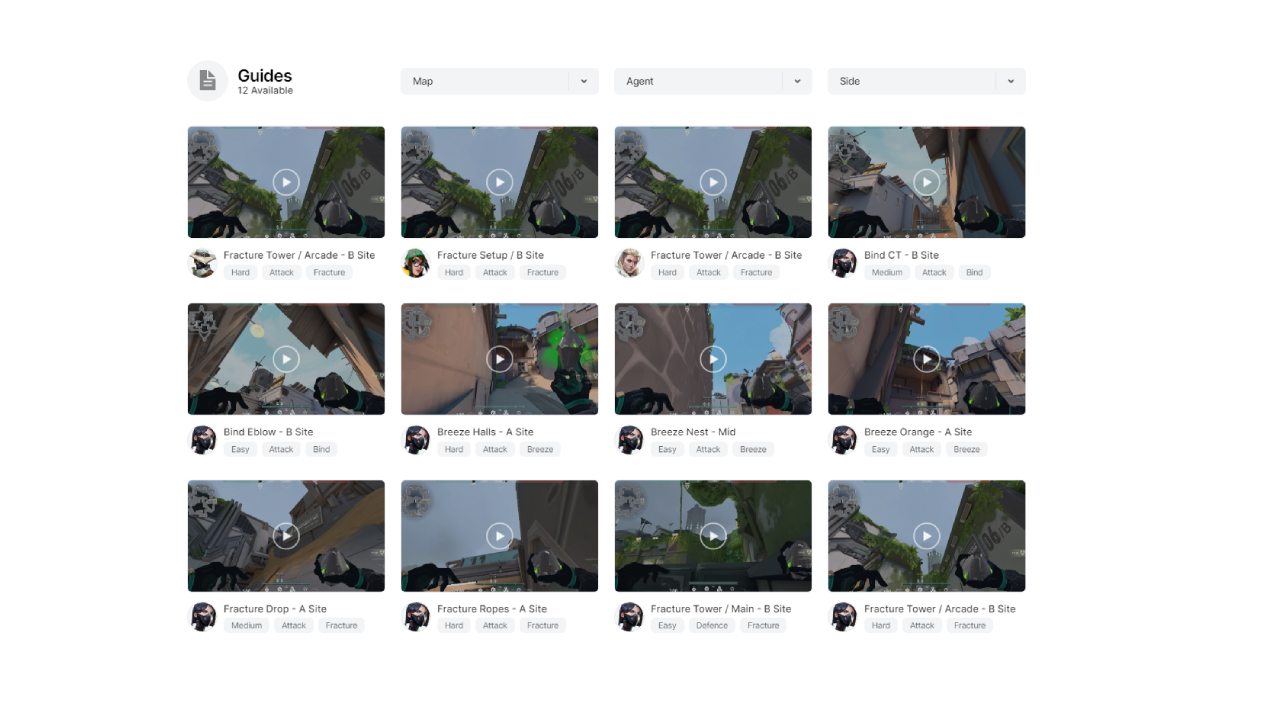 Guides
12 Available
Map
Agent
Side
06/B
06/B
06/B
Fracture Tower / Arcade - B Site
Hard Attack Fracture
Fracture Setup / B Site
Hard Attack Fracture
Fracture Tower / Arcade - B Site
Hard Attack Fracture
Bind CT - B Site
Medium Attack Bind
Bind Eblow - B Site
Easy Attack Bind
Breeze Halls - A Site
Hard Attack Breeze
Breeze Nest - Mid
Easy Attack Breeze
Breeze Orange - A Site
Easy Attack Breeze
06/B
Fracture Drop - A Site
Medium Attack Fracture
Fracture Ropes - A Site
Hard Attack Fracture
Fracture Tower / Main - B Site
Easy Defence Fracture
Fracture Tower / Arcade - B Site
Hard Attack Fracture